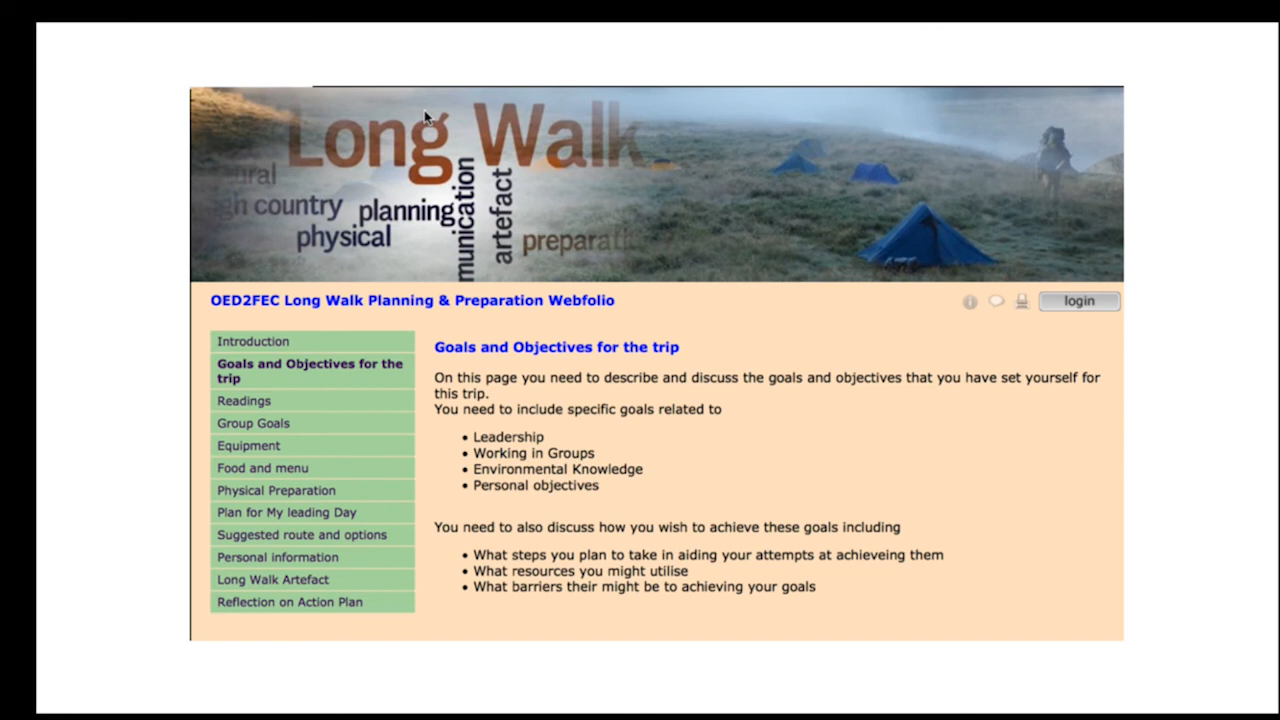 Long Walk
planning
physical
artefact
OED2FEC Long Walk Planning & Preparation Webfolio
login
Introduction
Goals and Objectives for the
trip
Readings
Group Goals
Equipment
Food and menu
Physical Preparation
Plan for My leading Day
Suggested route and options
Personal information
Long Walk Artefact
Reflection on Action Plan
Goals and Objectives for the trip
On this page you need to describe and discuss the goals and objectives that you have set yourself for
this trip.
You need to include specific goals related to
• Leadership
• Working in Groups
• Environmental Knowledge
• Personal objectives
You need to also discuss how you wish to achieve these goals including
• What steps you plan to take in aiding your attempts at achieveing them
• What resources you might utilise
• What barriers their might be to achieving your goals